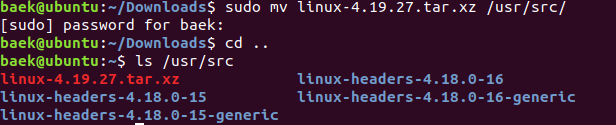 baek@ubuntu:~/Downloads$ sudo mv linux-4.19.27.tar.xz /usr/src/
[sudo] password for baek:
baek@ubuntu:~/Downloads$ cd ..
baek@ubuntu:~$ ls /usr/src
linux-4.19.27.tar.xz linux-headers-4.18.0-16
linux-headers-4.18.0-15 linux-headers-4.18.0-16-generic
linux-headers-4.18.0-15-generic